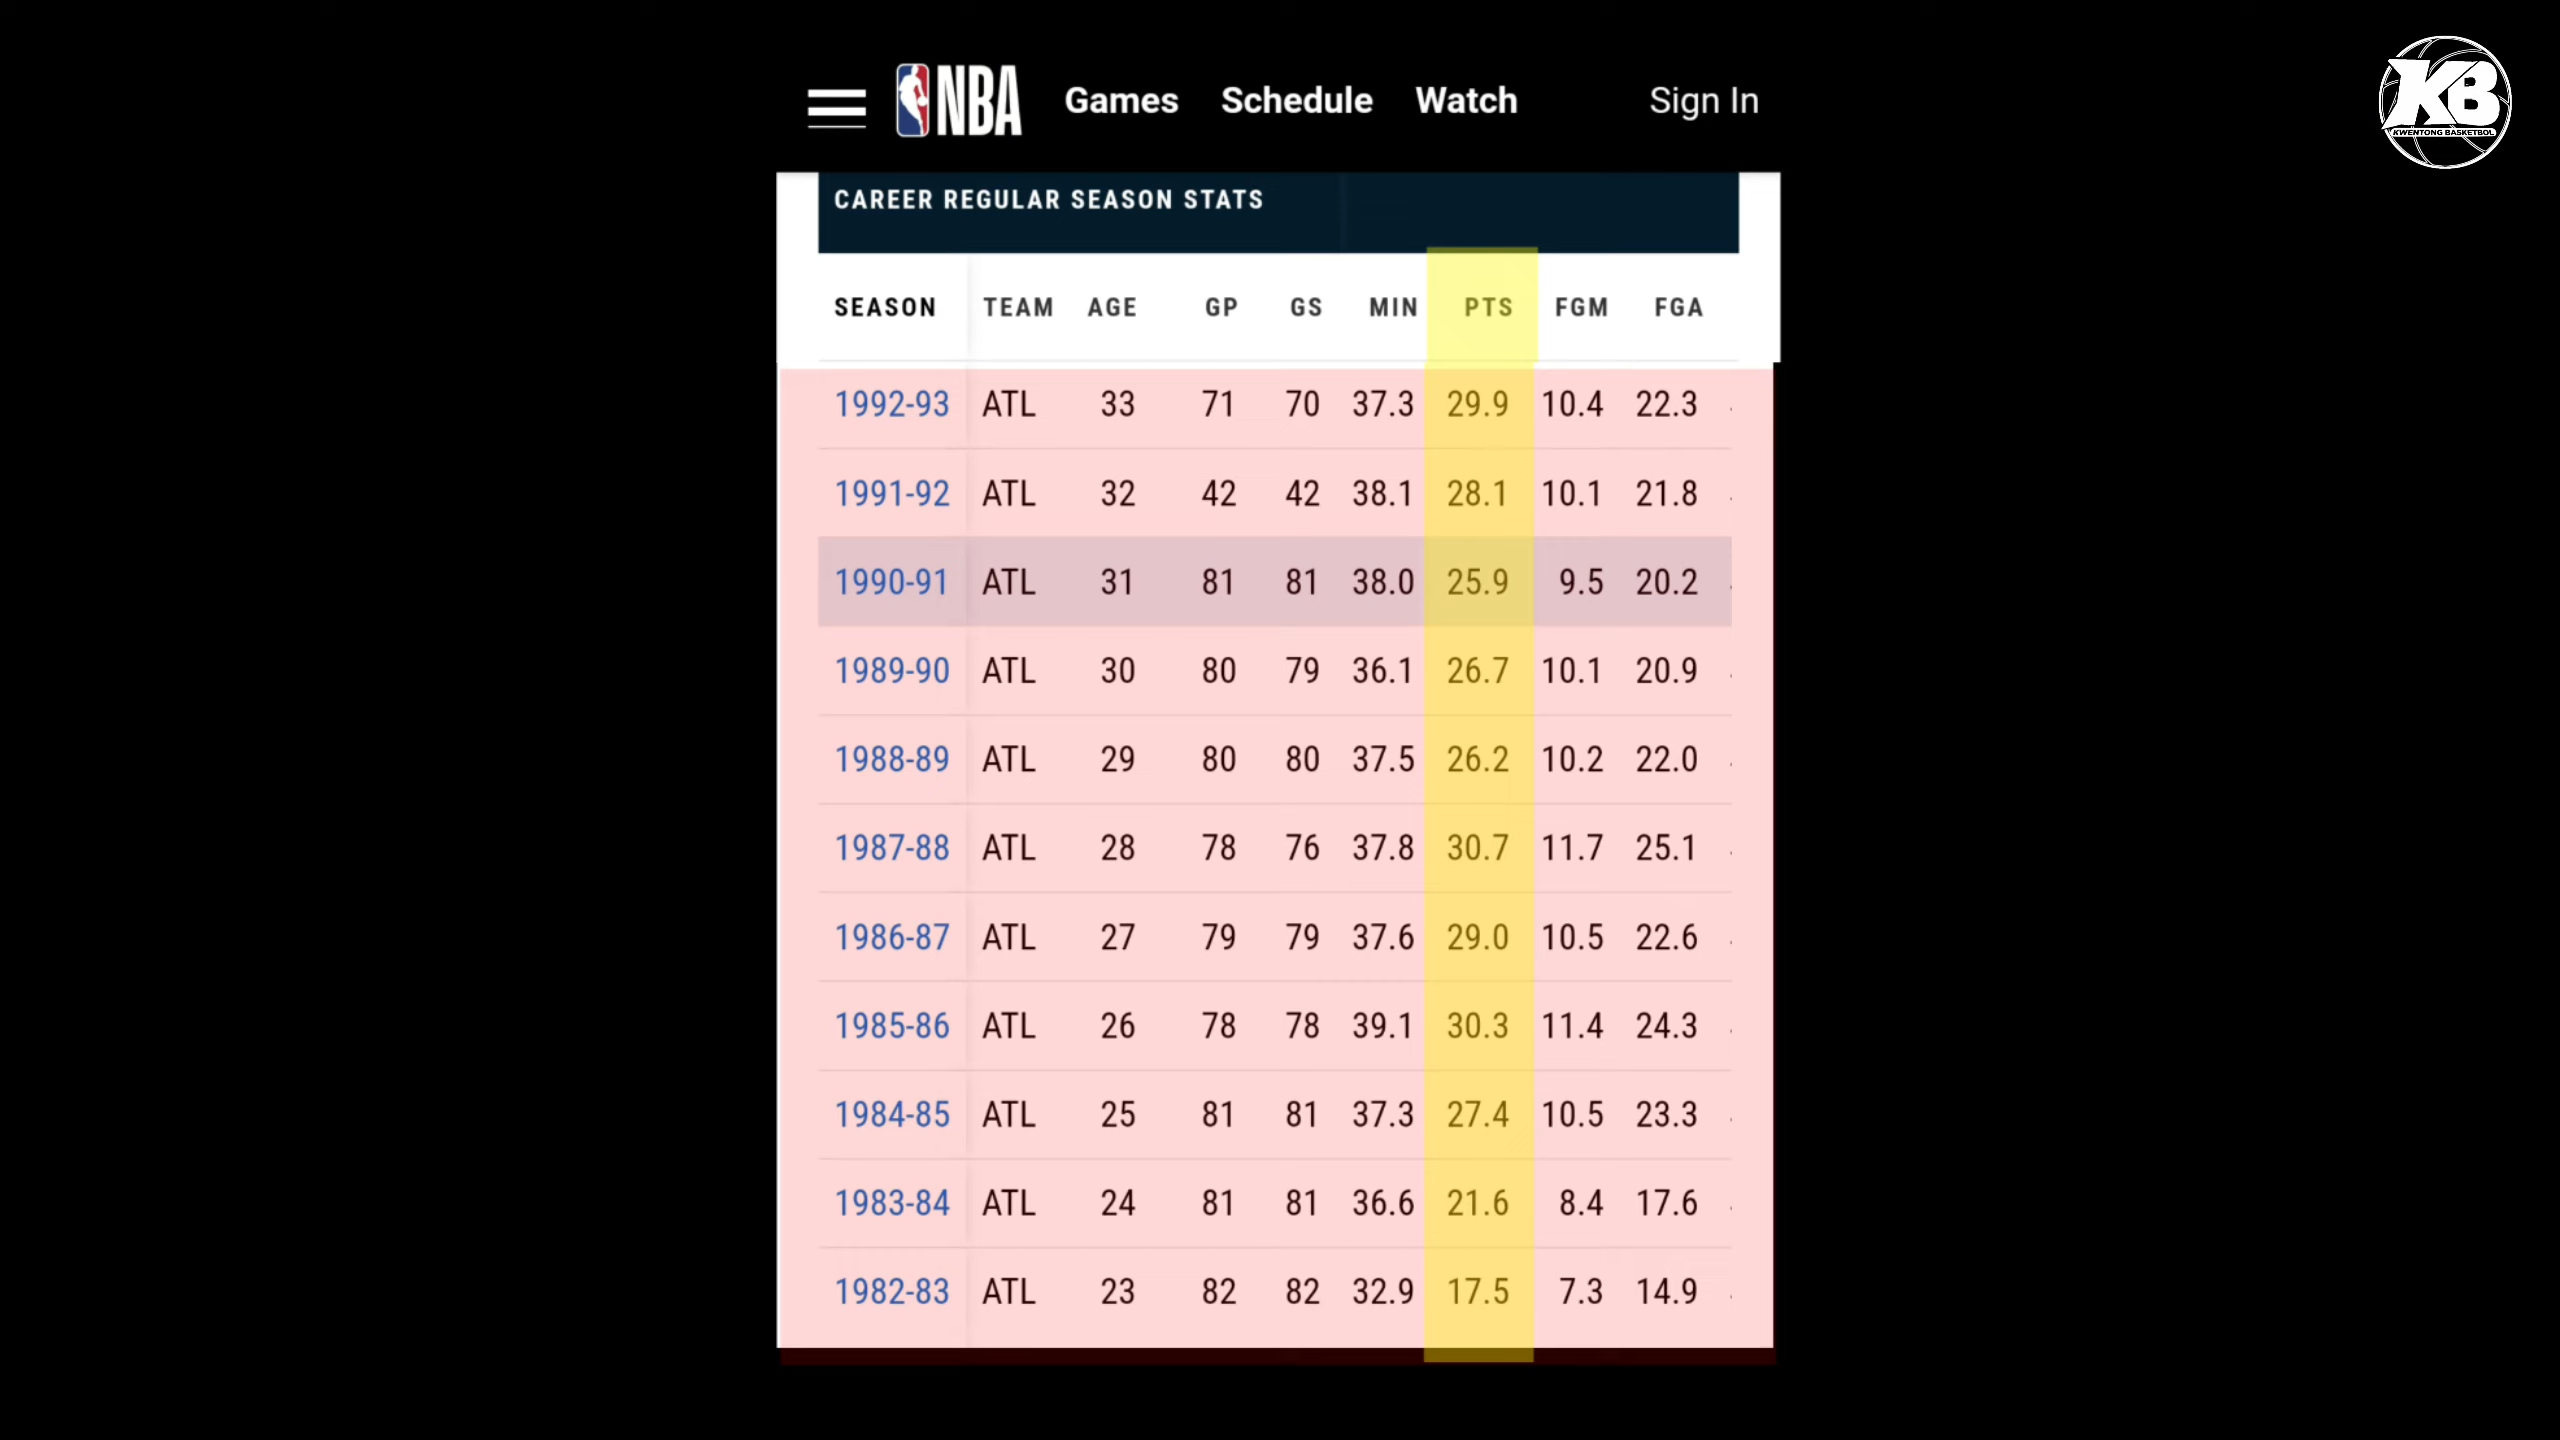 NBA Games Schedule Watch Sign In
KB
KWENTONG BASKETBOL
CAREER REGULAR SEASON STATS
SEASON TEAM AGE GP GS MIN PTS FGM FGA
1992-93 ATL 33 71 70 37.3 29.9 10.4 22.3
1991-92 ATL 32 42 42 38.1 28.1 10.1 21.8
1990-91 ATL 31 81 81 38.0 25.9 9.5 20.2
1989-90 ATL 30 80 79 36.1 26.7 10.1 20.9
1988-89 ATL 29 80 80 37.5 26.2 10.2 22.0
1987-88 ATL 28 78 76 37.8 30.7 11.7 25.1
1986-87 ATL 27 79 79 37.6 29.0 10.5 22.6
1985-86 ATL 26 78 78 39.1 30.3 11.4 24.3
1984-85 ATL 25 81 81 37.3 27.4 10.5 23.3
1983-84 ATL 24 81 81 36.6 21.6 8.4 17.6
1982-83 ATL 23 82 82 32.9 17.5 7.3 14.9